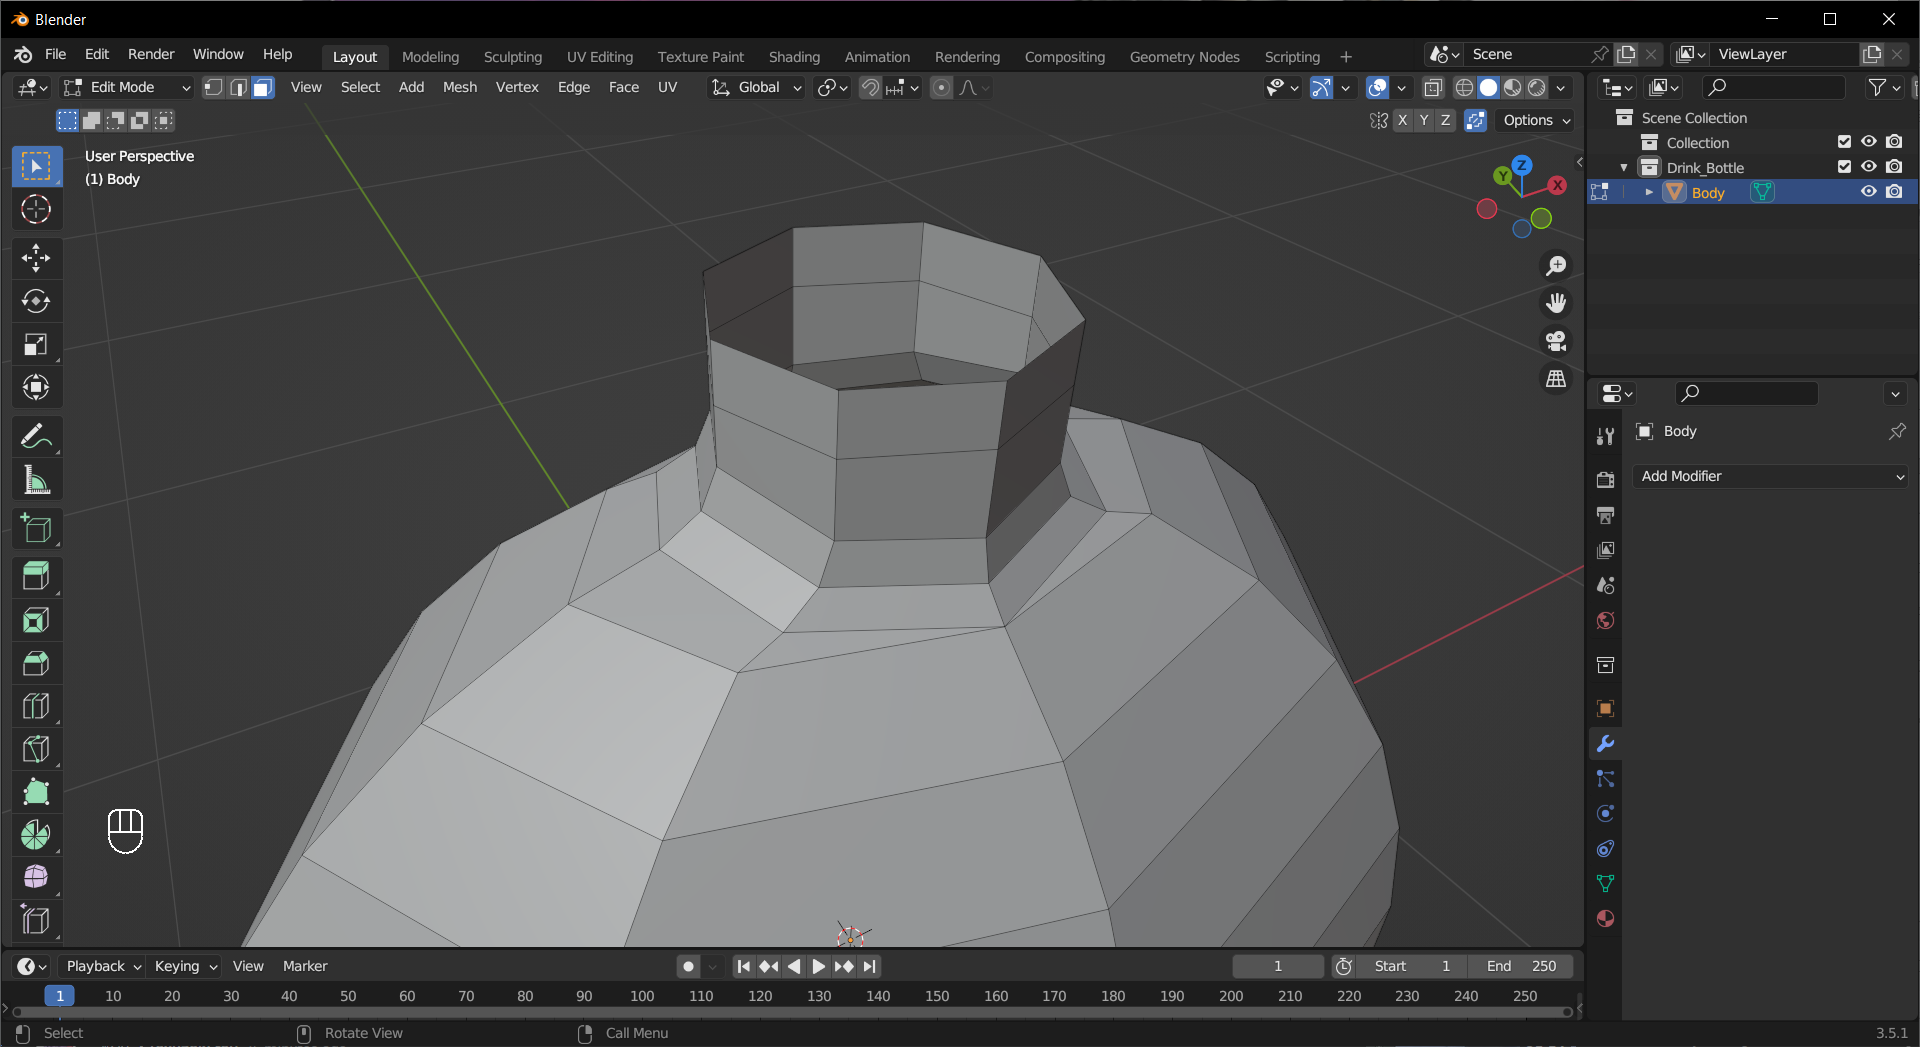 Blender
File Edit Render Window Help Layout Modeling Sculpting UV Editing Texture Paint Shading Animation Rendering Compositing Geometry Nodes Scripting + Scene ViewLayer
Edit Mode View Select Add Mesh Vertex Edge Face UV Global
X Y Z Options
User Perspective
(1) Body
Z
Y
X
Scene Collection
Collection
Drink_Bottle
Body
Body
Add Modifier
Playback Keying View Marker 1 Start 1 End 250
1 10 20 30 40 50 60 70 80 90 100 110 120 130 140 150 160 170 180 190 200 210 220 230 240 250
Select Rotate View Call Menu 3.5.1